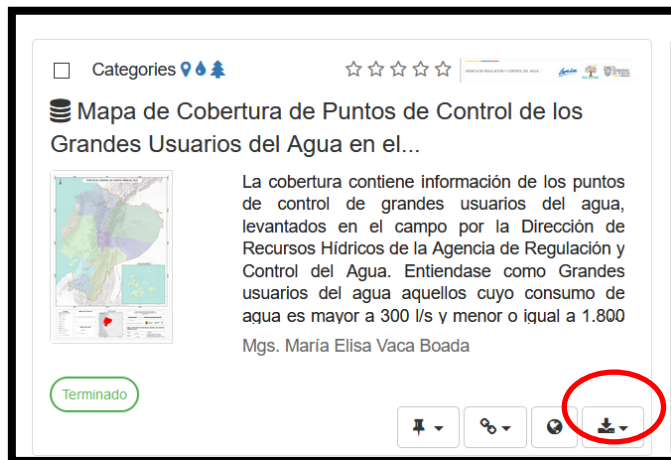 Categories
Mapa de Cobertura de Puntos de Control de los
Grandes Usuarios del Agua en el...
La cobertura contiene información de los puntos
de control de grandes usuarios del agua,
levantados en el campo por la Dirección de
Recursos Hídricos de la Agencia de Regulación y
Control del Agua. Entiendase como Grandes
usuarios del agua aquellos cuyo consumo de
agua es mayor a 300 l/s y menor o igual a 1.800
Mgs. María Elisa Vaca Boada
Terminado